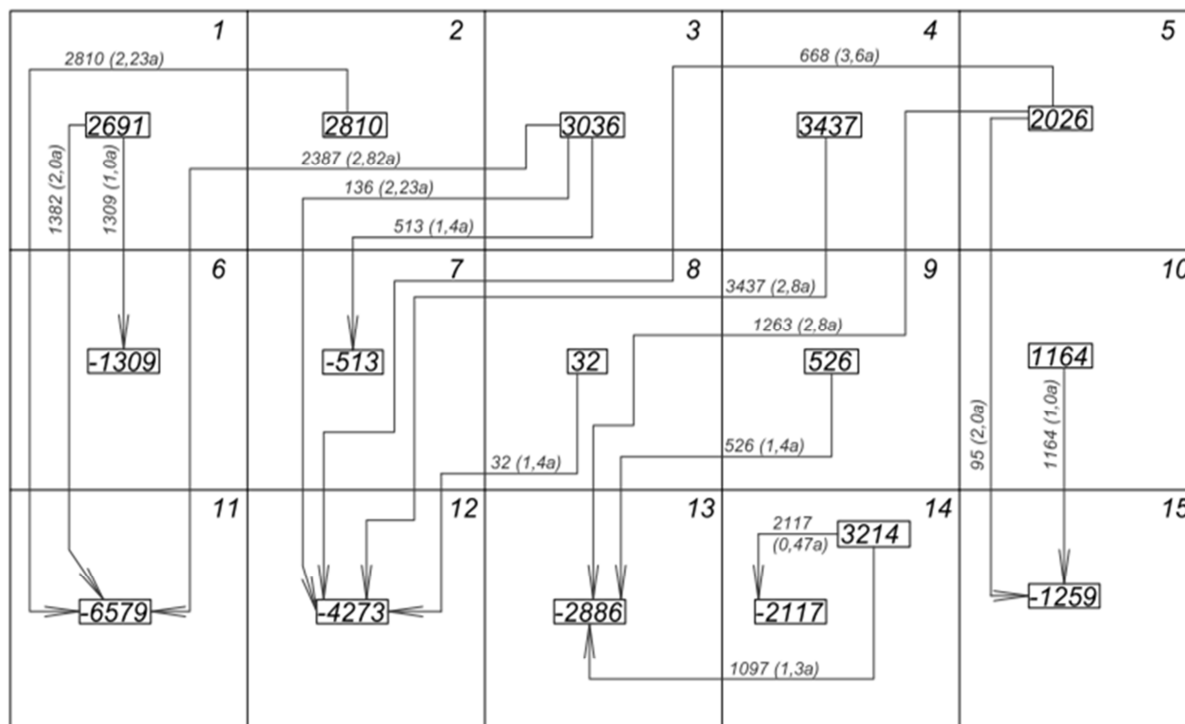 1
2
3
4
5
2810 (2,23a)
668 (3,6a)
2691
2810
3036
3437
2026
1382 (2,0a)
1309 (1,0a)
2387 (2,82a)
136 (2,23a)
513 (1,4a)
6
7
8
9
10
3437 (2,8a)
1263 (2,8a)
-1309
-513
32
526
1164
95 (2,0a)
1164 (1,0a)
32 (1,4a)
526 (1,4a)
11
12
13
14
15
2117
(0,47a)
3214
-6579
-4273
-2886
-2117
-1259
1097 (1,3a)